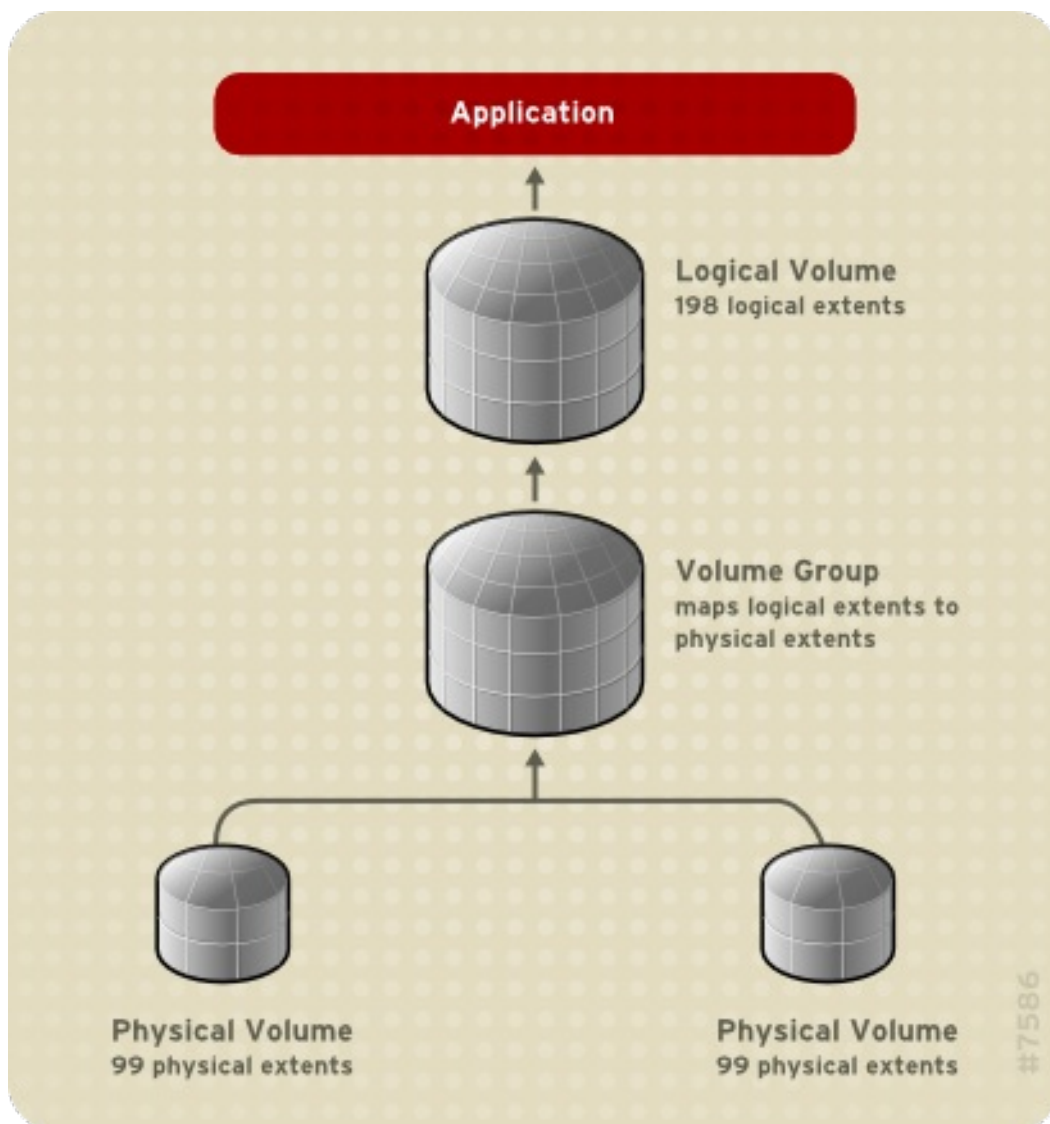 Application
Logical Volume
198 logical extents
Volume Group
maps logical extents to
physical extents
Physical Volume
99 physical extents
Physical Volume
99 physical extents
#7586